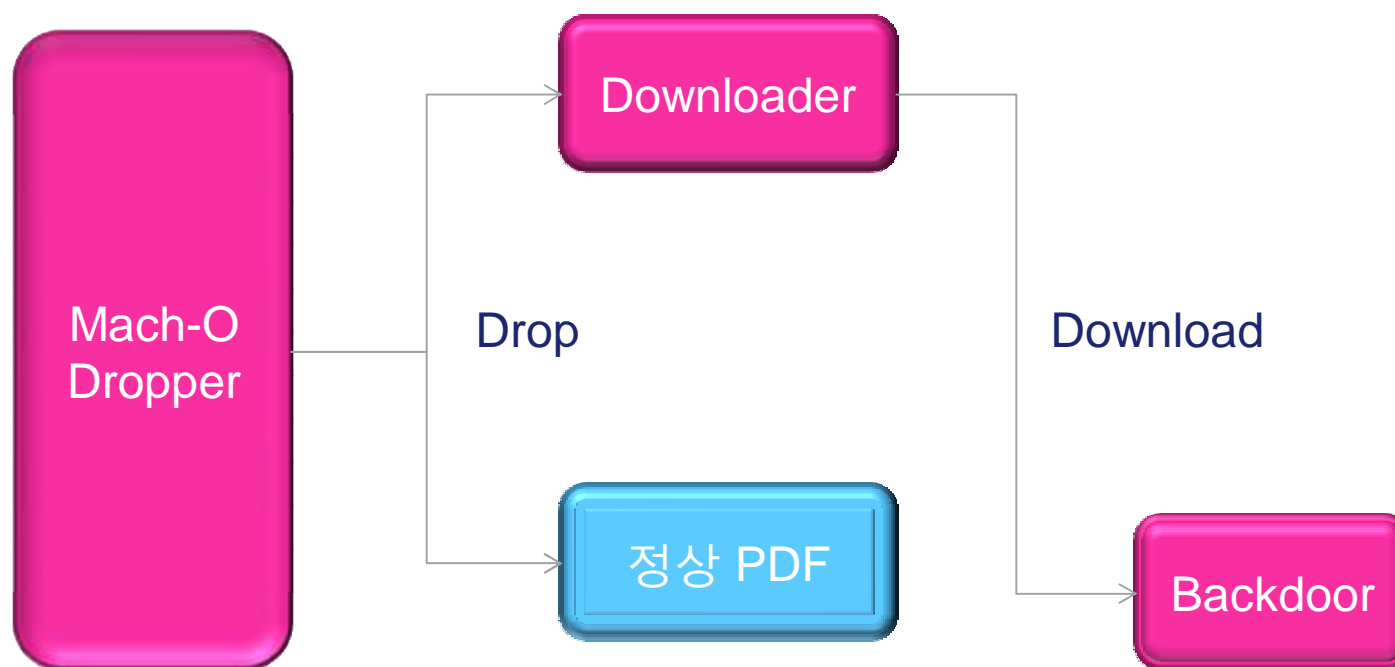 Downloader
Mach-O
Dropper
Drop
Download
정상 PDF
Backdoor